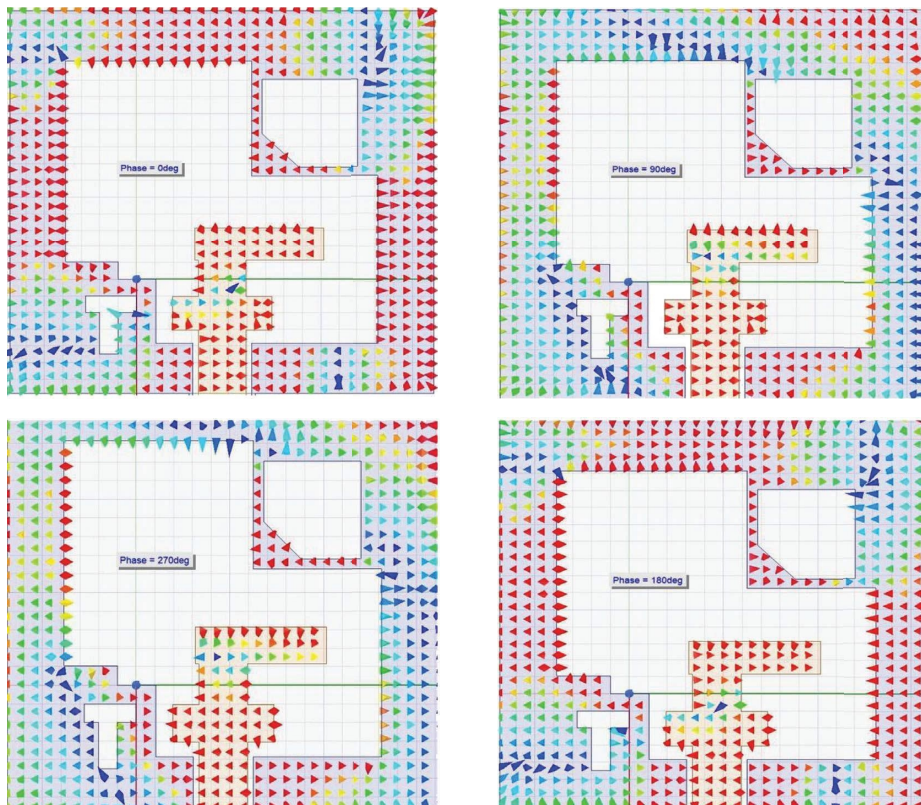 Phase = 0deg
Phase = 90deg
Phase = 270deg
Phase = 180deg